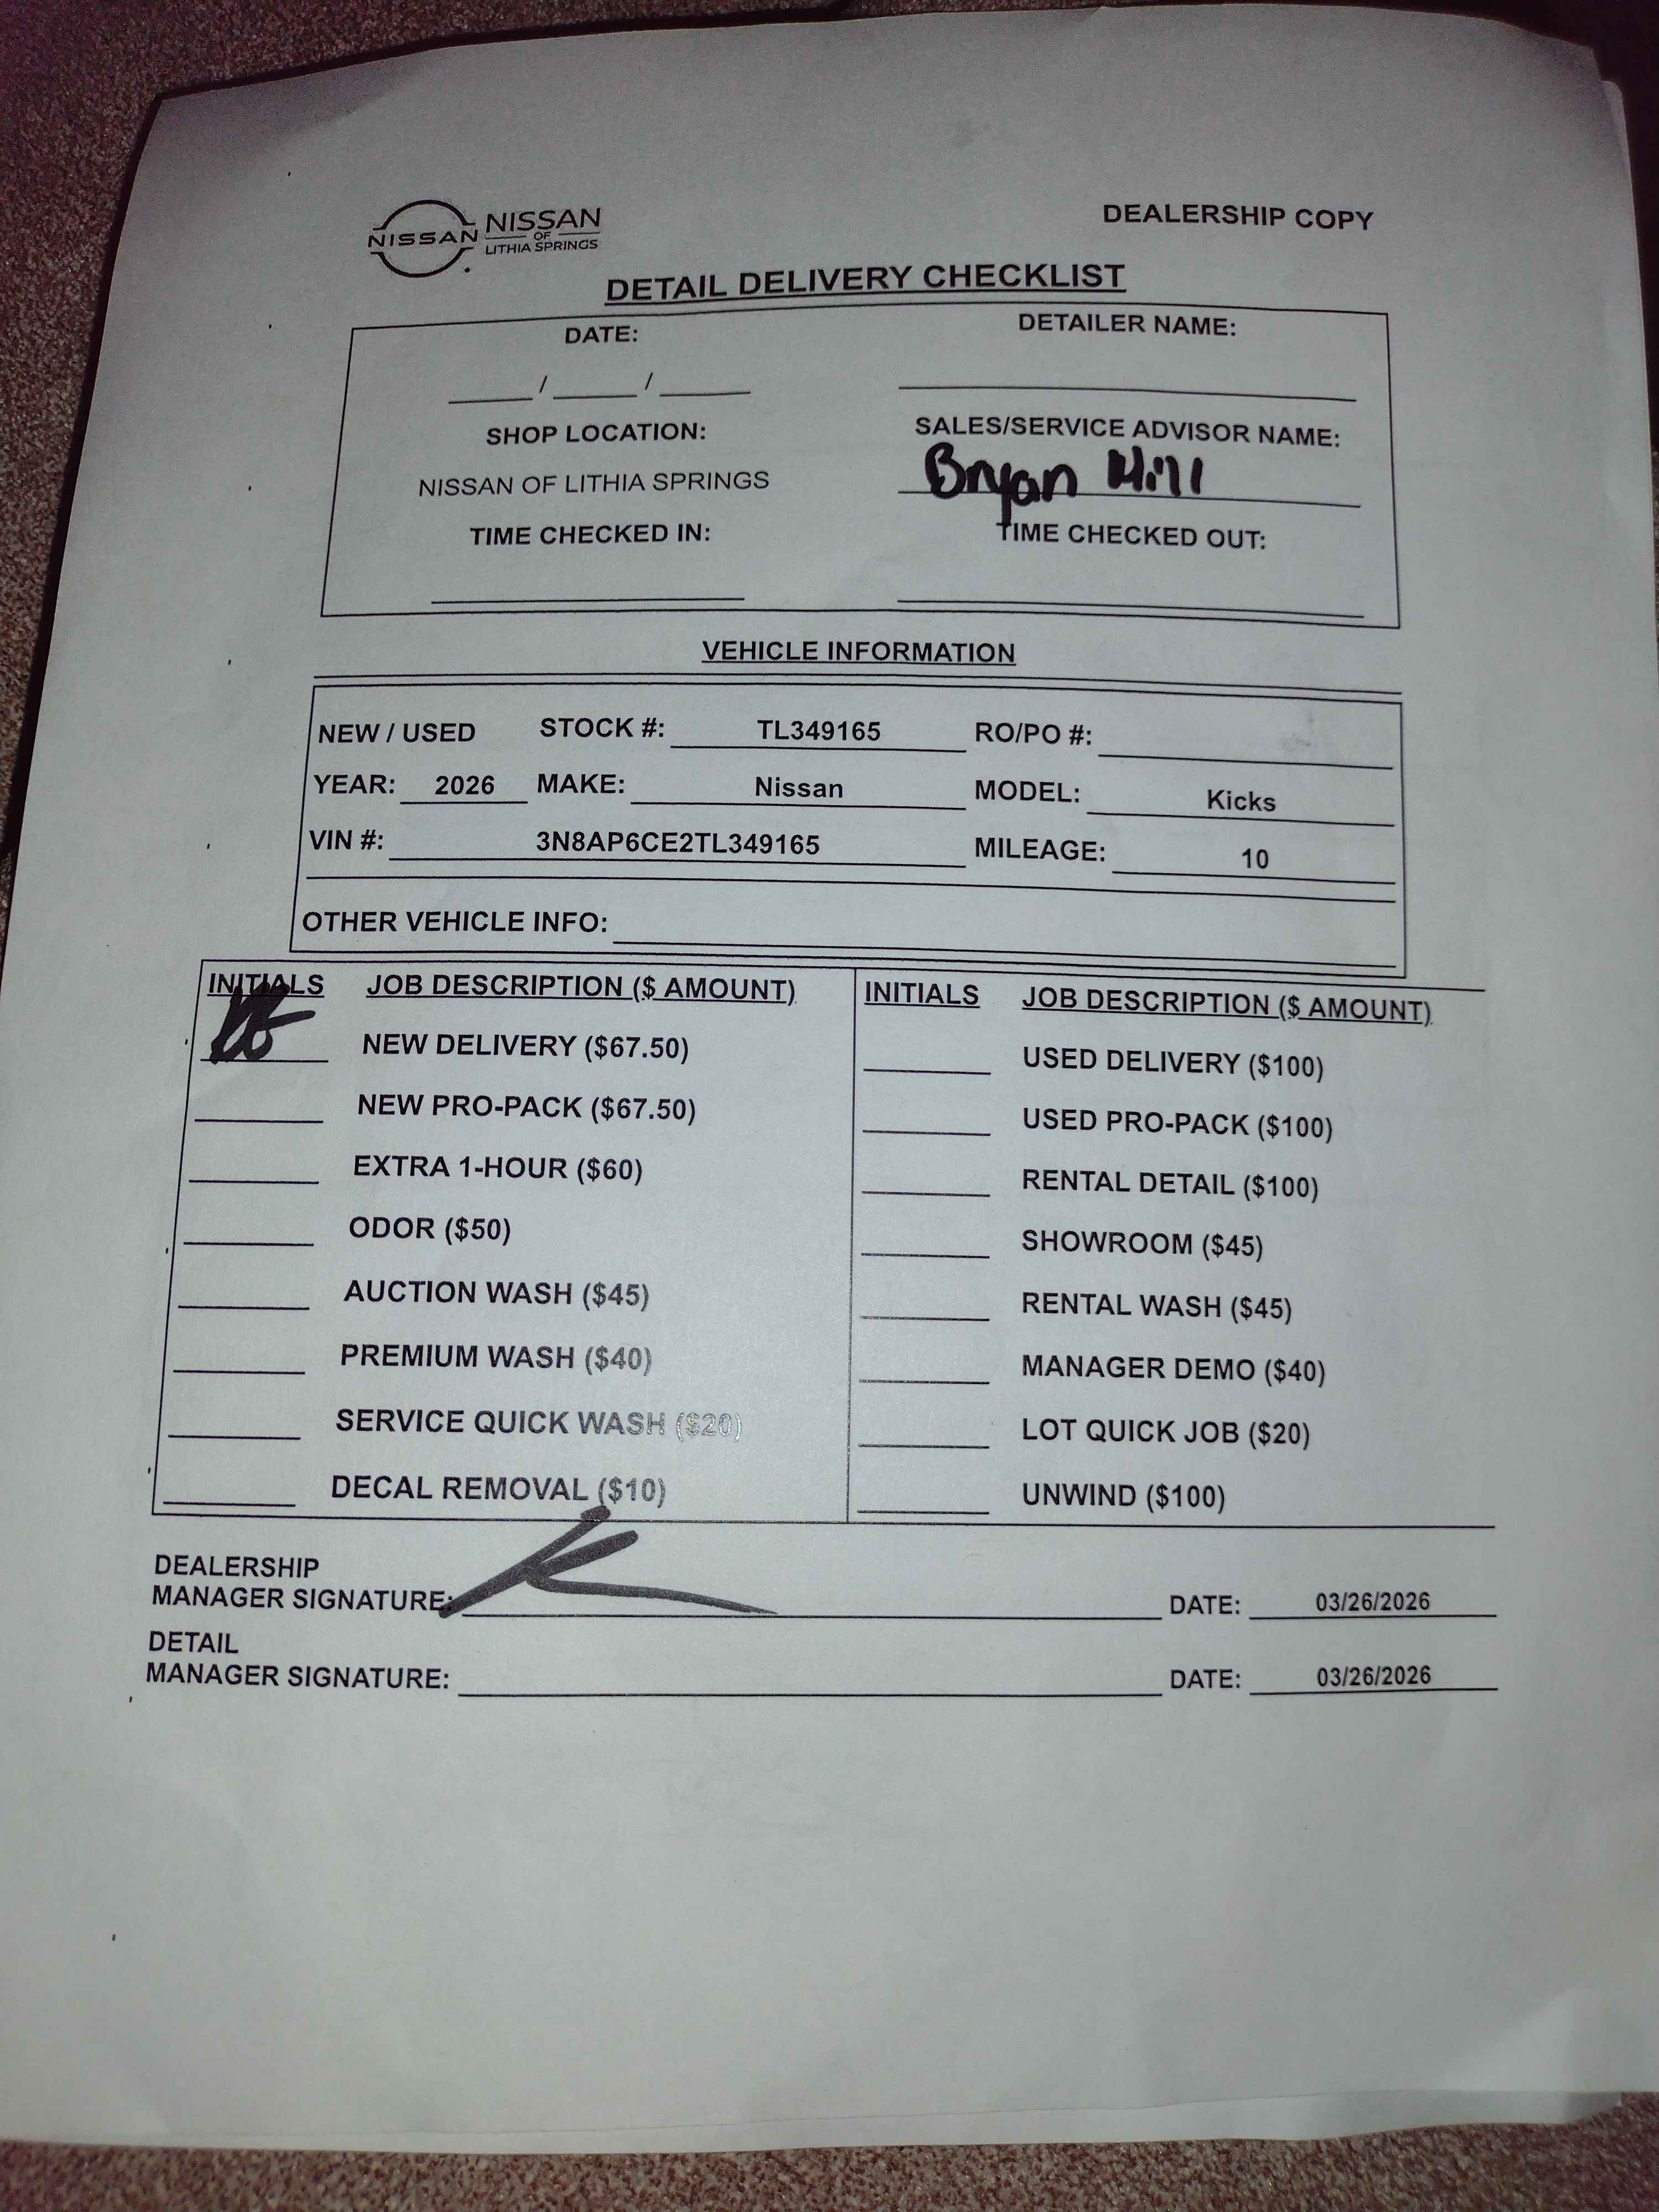 NISSAN NISSAN
OF
LITHIA SPRINGS
DEALERSHIP COPY
DETAIL DELIVERY CHECKLIST
DATE: DETAILER NAME:
____ / ____ / ____
SHOP LOCATION: SALES/SERVICE ADVISOR NAME:
NISSAN OF LITHIA SPRINGS Bryan Hill
TIME CHECKED IN: TIME CHECKED OUT:
VEHICLE INFORMATION
NEW / USED STOCK #: TL349165 RO/PO #:
YEAR: 2026 MAKE: Nissan MODEL: Kicks
VIN #: 3N8AP6CE2TL349165 MILEAGE: 10
OTHER VEHICLE INFO:
INITIALS JOB DESCRIPTION ($ AMOUNT) INITIALS JOB DESCRIPTION ($ AMOUNT)
NEW DELIVERY ($67.50) USED DELIVERY ($100)
NEW PRO-PACK ($67.50) USED PRO-PACK ($100)
EXTRA 1-HOUR ($60) RENTAL DETAIL ($100)
ODOR ($50) SHOWROOM ($45)
AUCTION WASH ($45) RENTAL WASH ($45)
PREMIUM WASH ($40) MANAGER DEMO ($40)
SERVICE QUICK WASH ($20) LOT QUICK JOB ($20)
DECAL REMOVAL ($10) UNWIND ($100)
DEALERSHIP
MANAGER SIGNATURE: DATE: 03/26/2026
DETAIL
MANAGER SIGNATURE: DATE: 03/26/2026